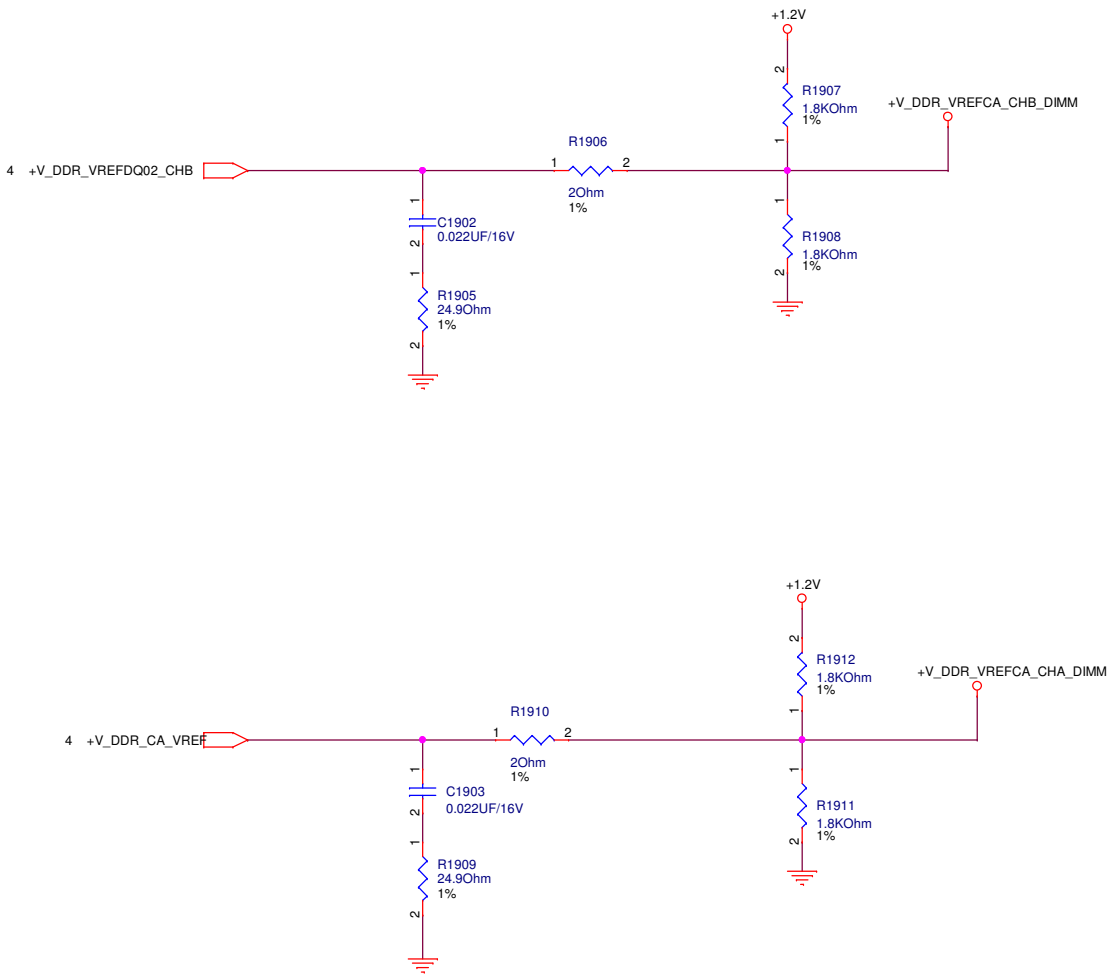 +1.2V
2
R1907
1.8KOhm
1%
1
+V_DDR_VREFCA_CHB_DIMM
R1906
1
2
2Ohm
1%
4 +V_DDR_VREFDQ02_CHB
1
C1902
0.022UF/16V
2
1
R1905
24.9Ohm
1%
2
1
R1908
1.8KOhm
1%
2
+1.2V
2
R1912
1.8KOhm
1%
1
+V_DDR_VREFCA_CHA_DIMM
R1910
1
2
2Ohm
1%
4 +V_DDR_CA_VREF
1
C1903
0.022UF/16V
2
1
R1909
24.9Ohm
1%
2
1
R1911
1.8KOhm
1%
2